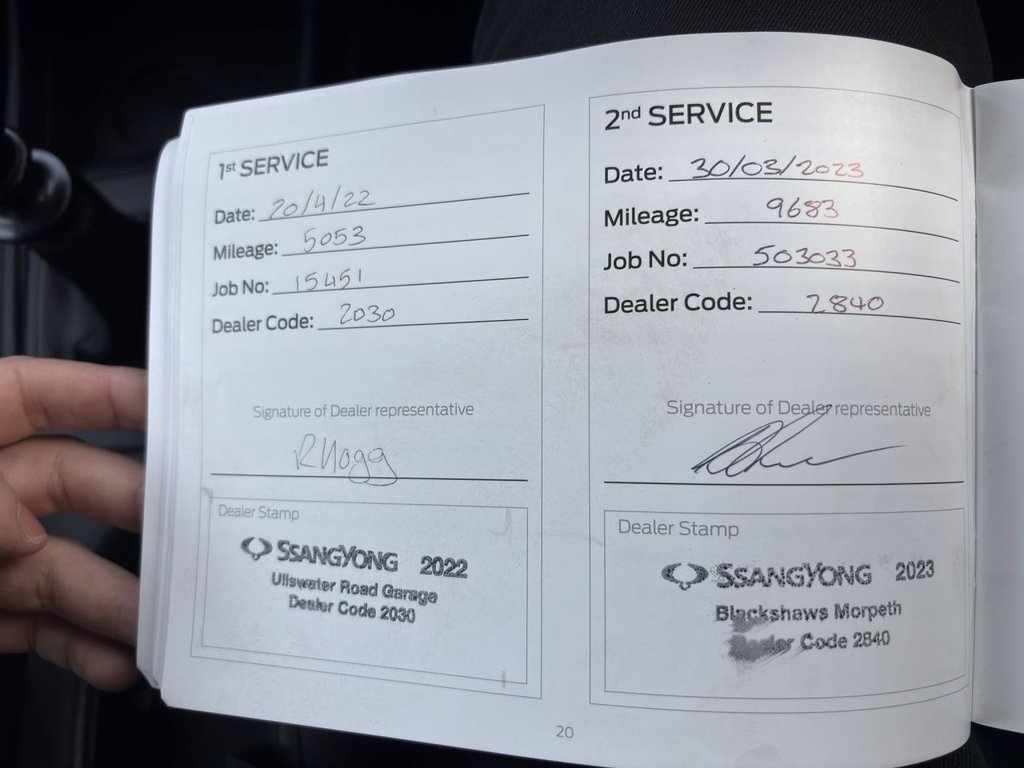 1st SERVICE
Date: 20/4/22
Mileage: 5053
Job No: 15451
Dealer Code: 2030
Signature of Dealer representative
RHogg
Dealer Stamp
SSANGYONG 2022
Ullswater Road Garage
Dealer Code 2030
2nd SERVICE
Date: 30/03/2023
Mileage: 9683
Job No: 503033
Dealer Code: 2840
Signature of Dealer representative
Dealer Stamp
SSANGYONG 2023
Blackshaws Morpeth
Dealer Code 2840
20